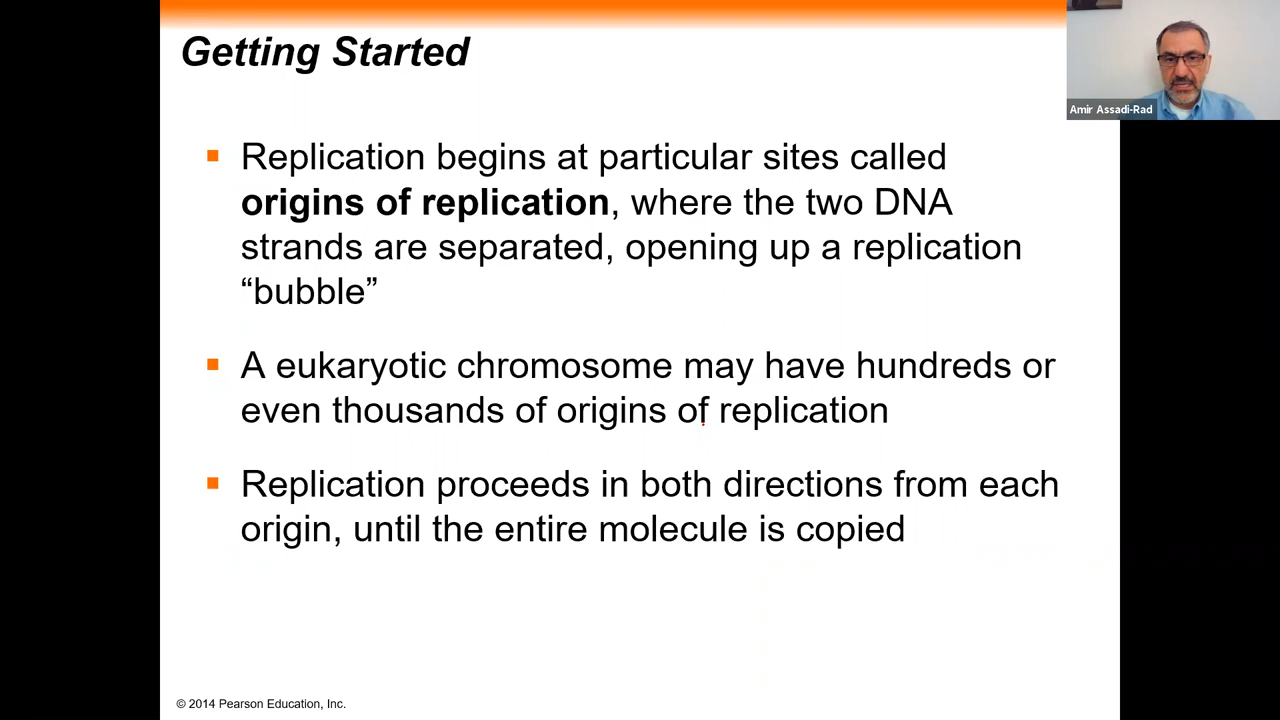 Getting Started
Amir Assadi-Rad
Replication begins at particular sites called
origins of replication, where the two DNA
strands are separated, opening up a replication
“bubble”
A eukaryotic chromosome may have hundreds or
even thousands of origins of replication
Replication proceeds in both directions from each
origin, until the entire molecule is copied
© 2014 Pearson Education, Inc.